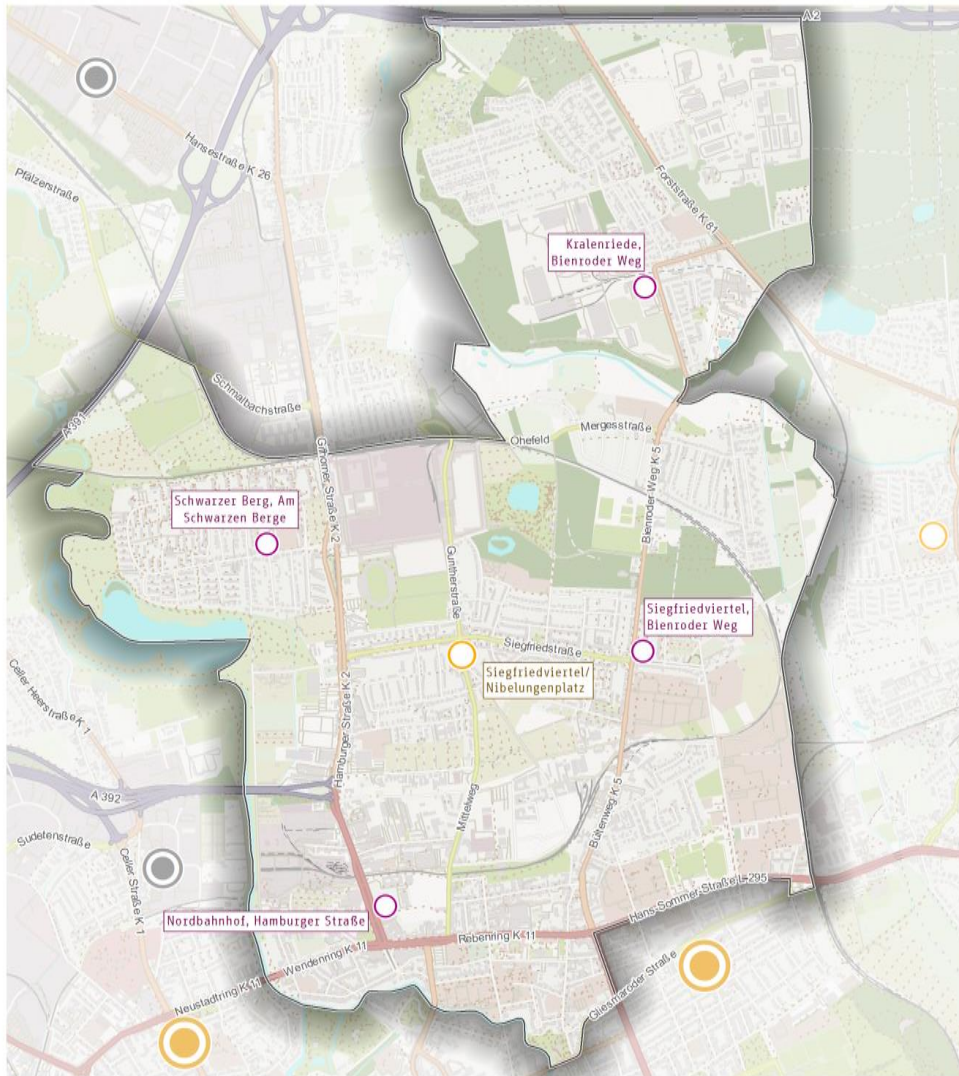 A 2
Hansestraße K 26
Pfälzerstraße
Forststraße K 81
Kralenriede,
Bienroder Weg
A 391
Schmalbachstraße
Ohefeld
Mergesstraße
Gifhorner Straße K 2
Bienroder Weg K 5
Schwarzer Berg, Am
Schwarzen Berge
Guntherstraße
Siegfriedstraße
Siegfriedviertel,
Bienroder Weg
Siegfriedviertel/
Nibelungenplatz
Celler Heerstraße K 1
Hamburger Straße K 2
A 392
Mittelweg
Bültenweg K 5
Sudetenstraße
Celler Straße K 1
Hans Sommer Straße L 295
Nordbahnhof, Hamburger Straße
Rebenring K 11
Wendenring K 11
Neustadtring K 11
Gliesmaroder Straße